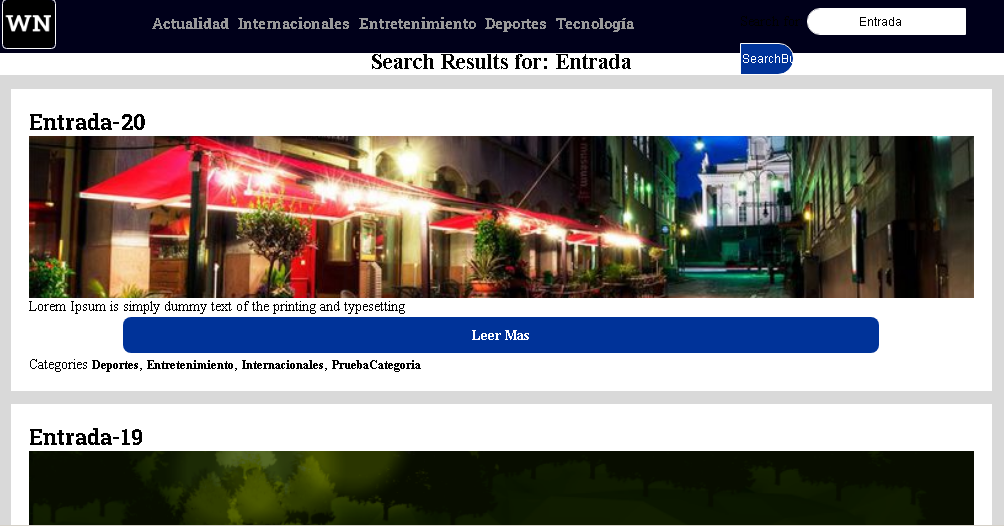 WN
Actualidad Internacionales Entretenimiento Deportes Tecnología
Entrada
SearchBu
Search Results for: Entrada
Entrada-20
Lorem Ipsum is simply dummy text of the printing and typesetting
Leer Mas
Categories Deportes, Entretenimiento, Internacionales, PruebaCategoria
Entrada-19